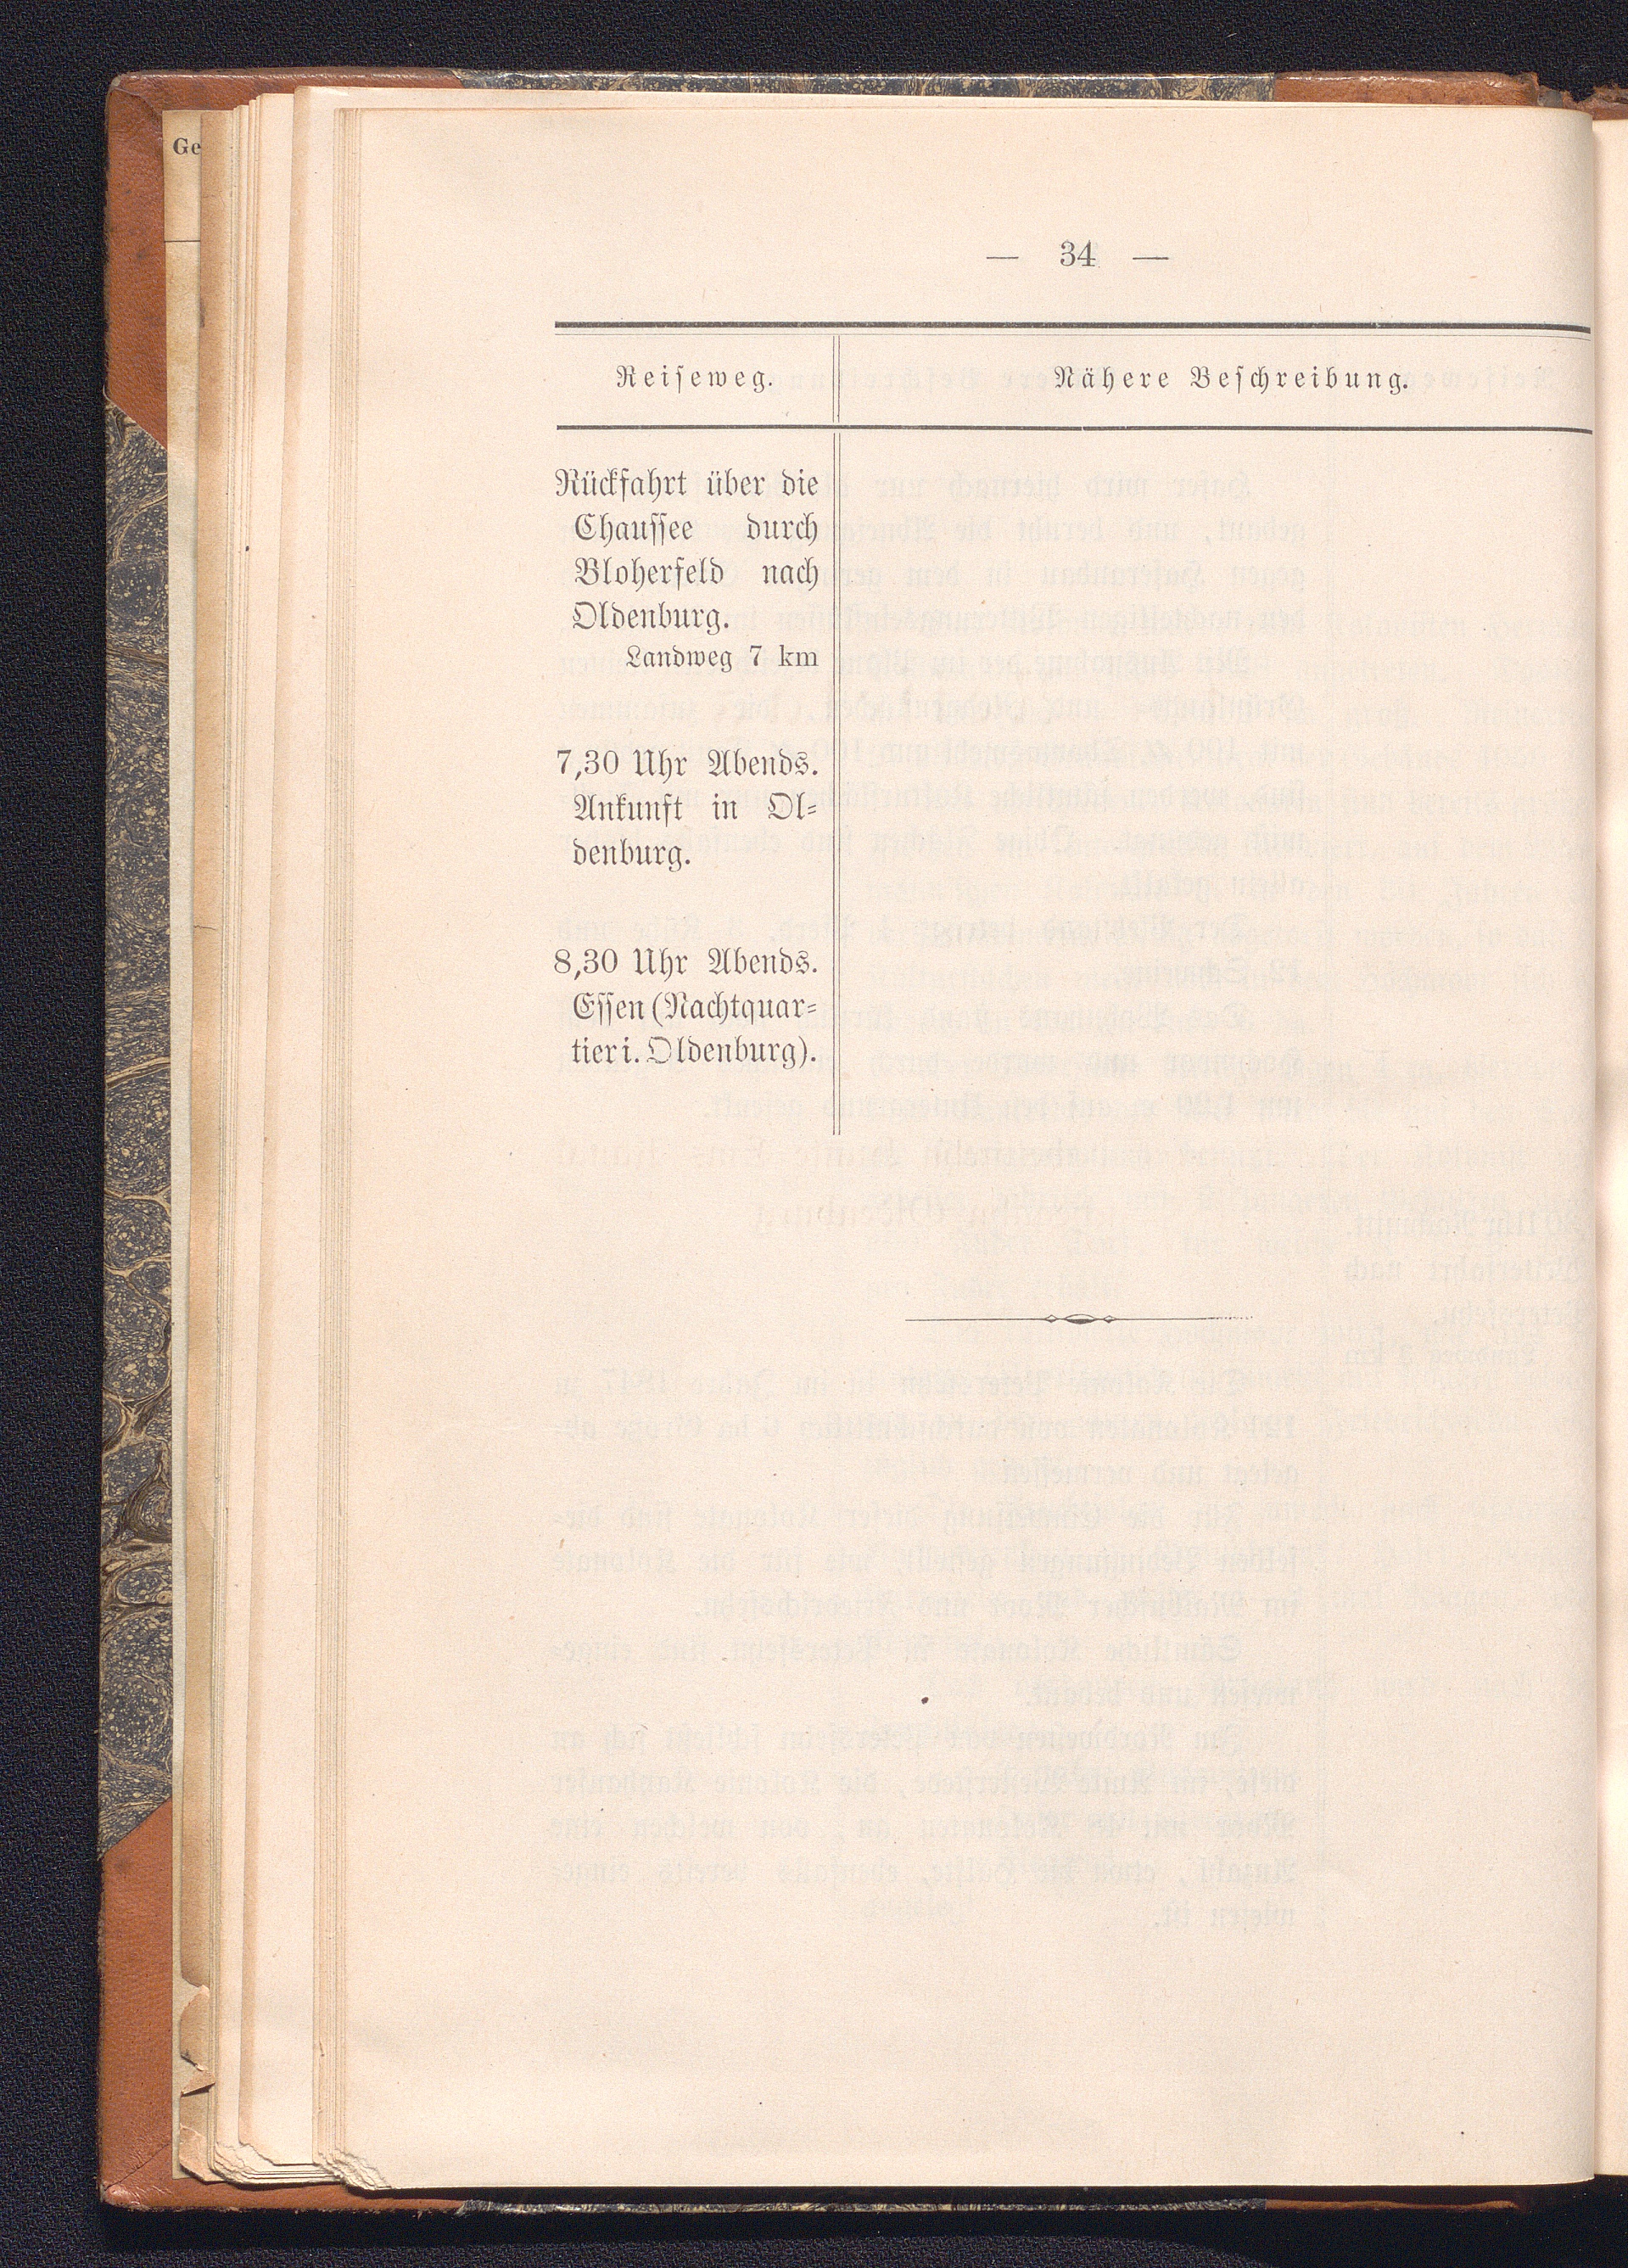 Ge
— 34 —
Reiseweg. Nähere Beschreibung.
Rückfahrt über die
Chaussee durch
Bloherfeld nach
Oldenburg.
Landweg 7 km
7,30 Uhr Abends.
Ankunft in Ol-
denburg.
8,30 Uhr Abends.
Essen (Nachtquar-
tier i. Oldenburg).